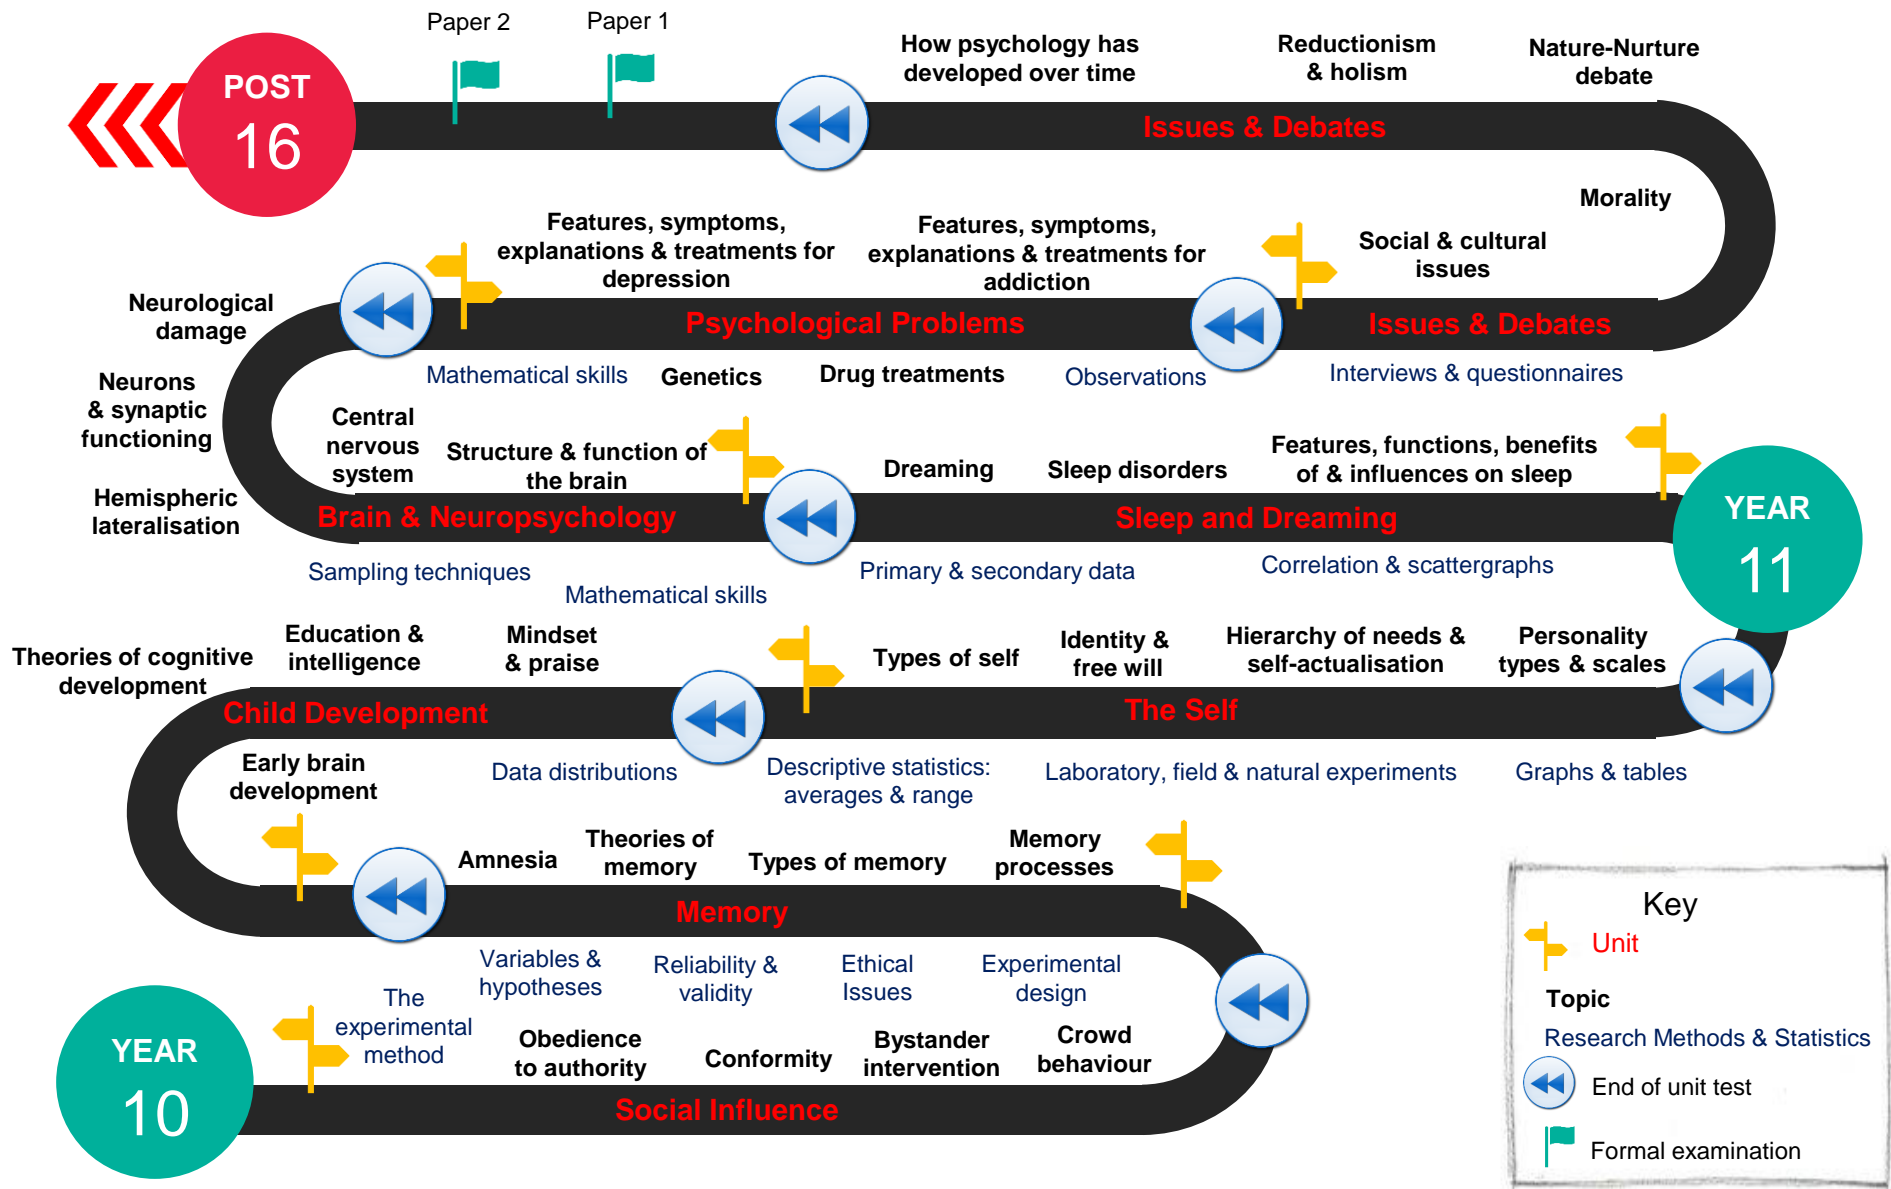 Paper 2
Paper 1
POST
16
How psychology has
developed over time
Reductionism
& holism
Nature-Nurture
debate
Issues & Debates
Morality
Features, symptoms,
explanations & treatments for
depression
Features, symptoms,
explanations & treatments for
addiction
Social & cultural
issues
Neurological
damage
Psychological Problems
Issues & Debates
Mathematical skills
Genetics
Drug treatments
Observations
Interviews & questionnaires
Neurons
& synaptic
functioning
Central
nervous
system
Structure & function of
the brain
Dreaming
Sleep disorders
Features, functions, benefits
of & influences on sleep
Hemispheric
lateralisation
Brain & Neuropsychology
Sleep and Dreaming
YEAR
11
Sampling techniques
Mathematical skills
Primary & secondary data
Correlation & scattergraphs
Theories of cognitive
development
Education &
intelligence
Mindset
& praise
Types of self
Identity &
free will
Hierarchy of needs &
self-actualisation
Personality
types & scales
Child Development
The Self
Early brain
development
Data distributions
Descriptive statistics:
averages & range
Laboratory, field & natural experiments
Graphs & tables
Amnesia
Theories of
memory
Types of memory
Memory
processes
Memory
Variables &
hypotheses
Reliability &
validity
Ethical
Issues
Experimental
design
YEAR
10
The
experimental
method
Obedience
to authority
Conformity
Bystander
intervention
Crowd
behaviour
Social Influence
Key
Unit
Topic
Research Methods & Statistics
End of unit test
Formal examination